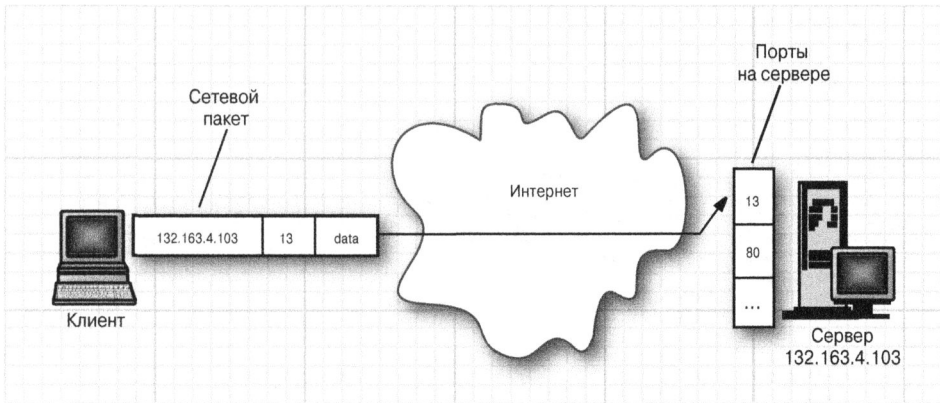 Сетевой
пакет
Порты
на сервере
Интернет
132.163.4.103 13 data
13
80
...
Клиент
Сервер
132.163.4.103